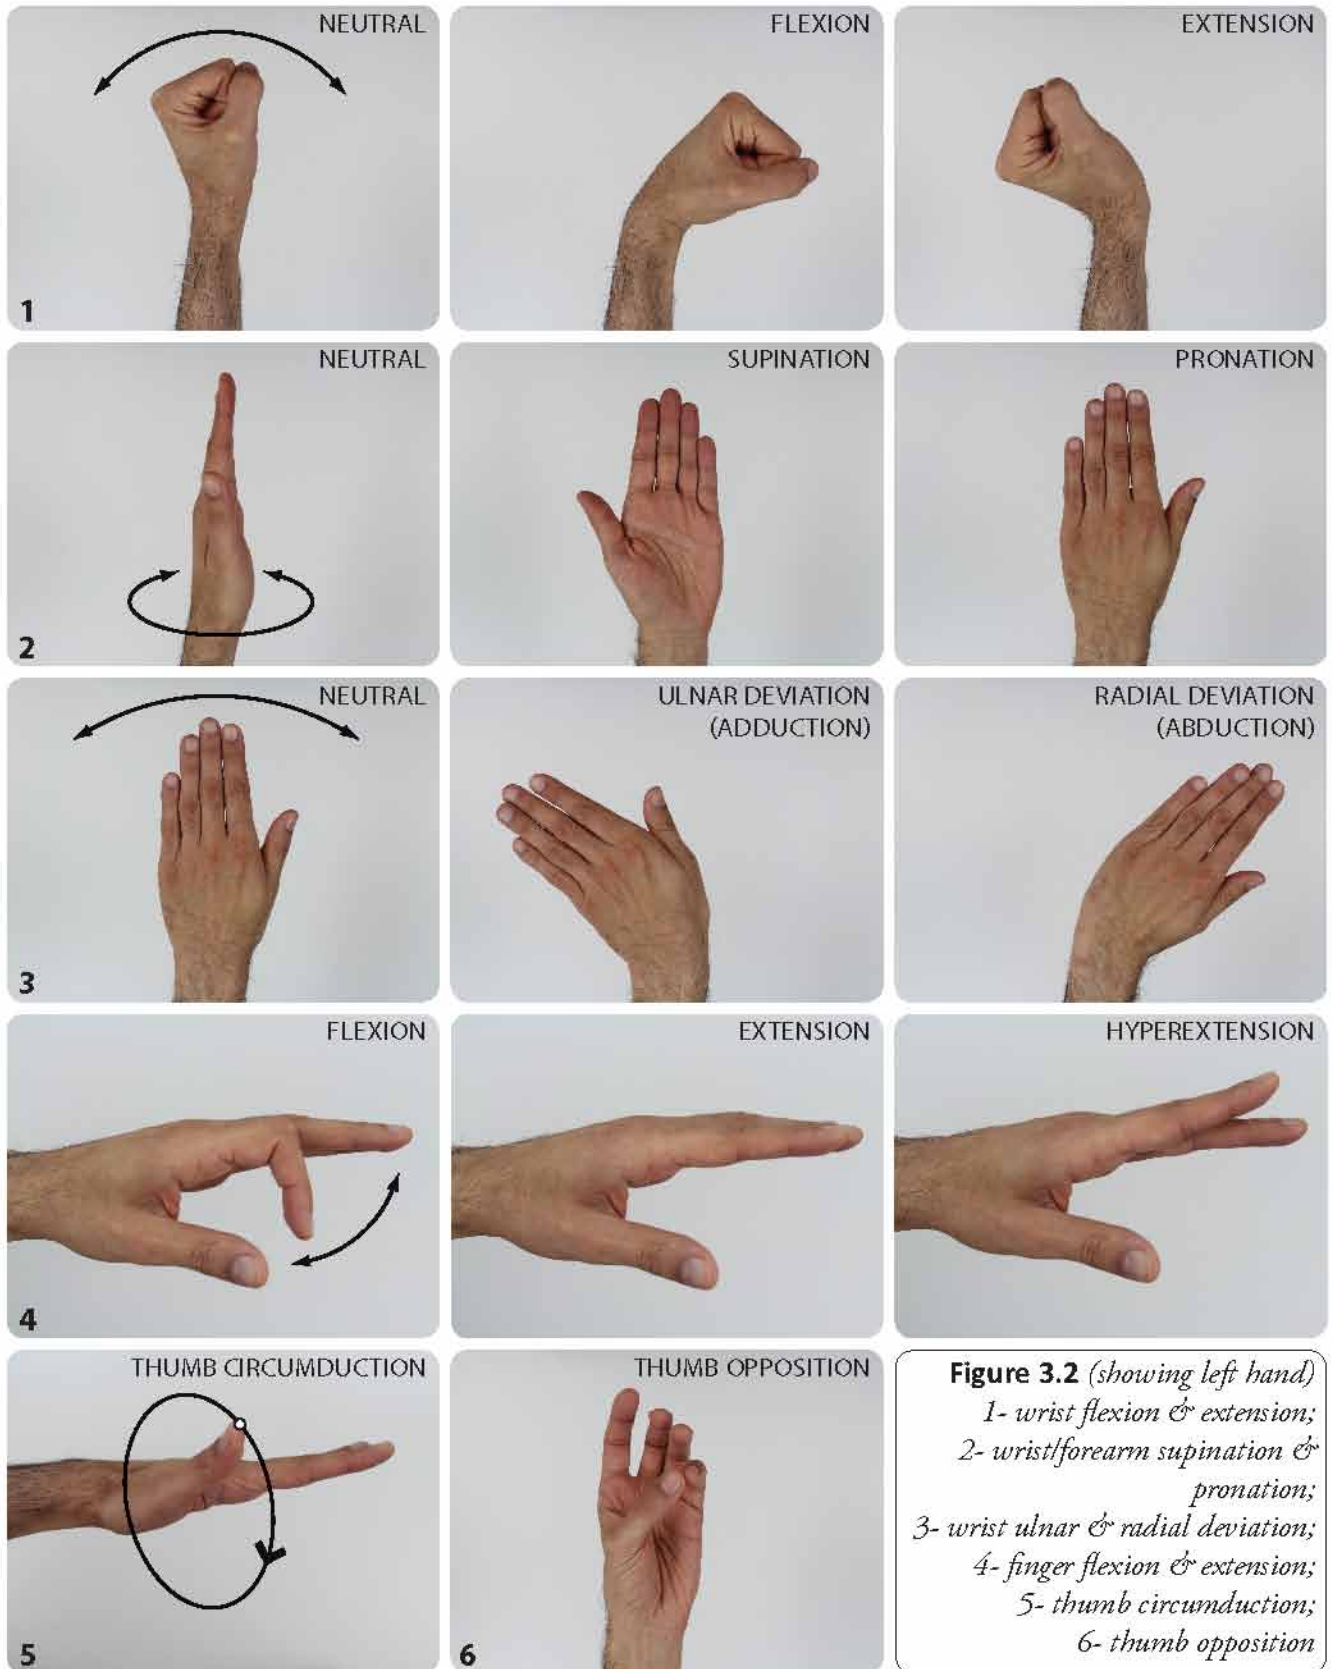 NEUTRAL
FLEXION
EXTENSION
1
NEUTRAL
SUPINATION
PRONATION
2
NEUTRAL
ULNAR DEVIATION
(ADDUCTION)
RADIAL DEVIATION
(ABDUCTION)
3
FLEXION
EXTENSION
HYPEREXTENSION
4
THUMB CIRCUMDUCTION
5
THUMB OPPOSITION
6
Figure 3.2 (showing left hand)
1- wrist flexion & extension;
2- wrist/forearm supination &
pronation;
3- wrist ulnar & radial deviation;
4- finger flexion & extension;
5- thumb circumduction;
6- thumb opposition